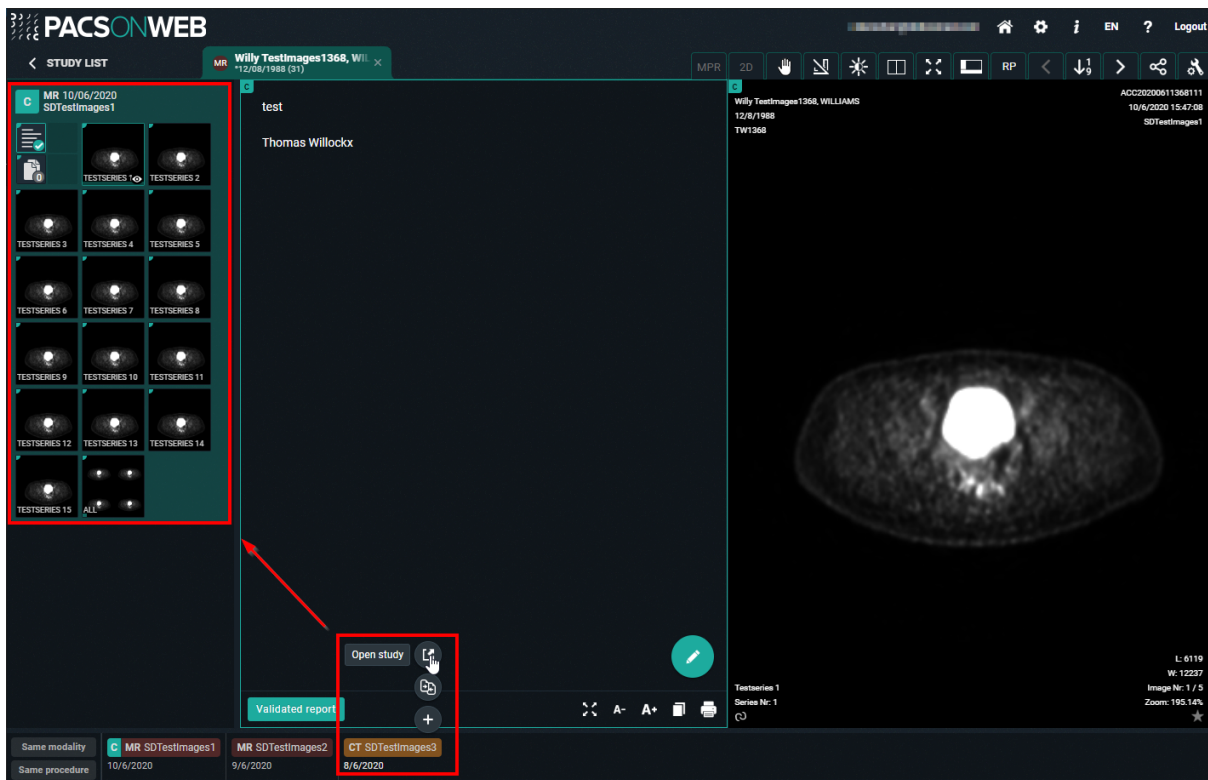 PACSONWEB
i EN ? Logout
STUDY LIST
MR Willy TestImages1368, WIL ×
*12/08/1988 (31)
MPR 2D RP
C MR 10/06/2020
SDTestImages1
0
TESTSERIES 1 TESTSERIES 2
TESTSERIES 3 TESTSERIES 4 TESTSERIES 5
TESTSERIES 6 TESTSERIES 7 TESTSERIES 8
TESTSERIES 9 TESTSERIES 10 TESTSERIES 11
TESTSERIES 12 TESTSERIES 13 TESTSERIES 14
TESTSERIES 15 ALL
C
test
Thomas Willockx
Open study
Validated report
A- A+
C
Willy TestImages1368, WILLIAMS
12/8/1988
TW1368
ACC20200611368111
10/6/2020 15:47:08
SDTestImages1
Testseries 1
Series Nr: 1
L: 6119
W: 12237
Image Nr: 1 / 5
Zoom: 195.14%
Same modality
Same procedure
C MR SDTestImages1
10/6/2020
MR SDTestImages2
9/6/2020
CT SDTestImages3
8/6/2020